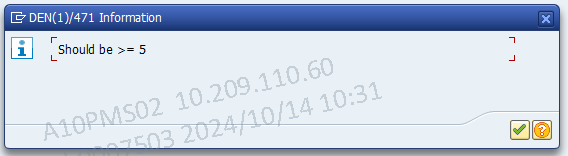 DEN(1)/471 Information
Should be >= 5
A10PMS02 10.209.110.60
2024/10/14 10:31